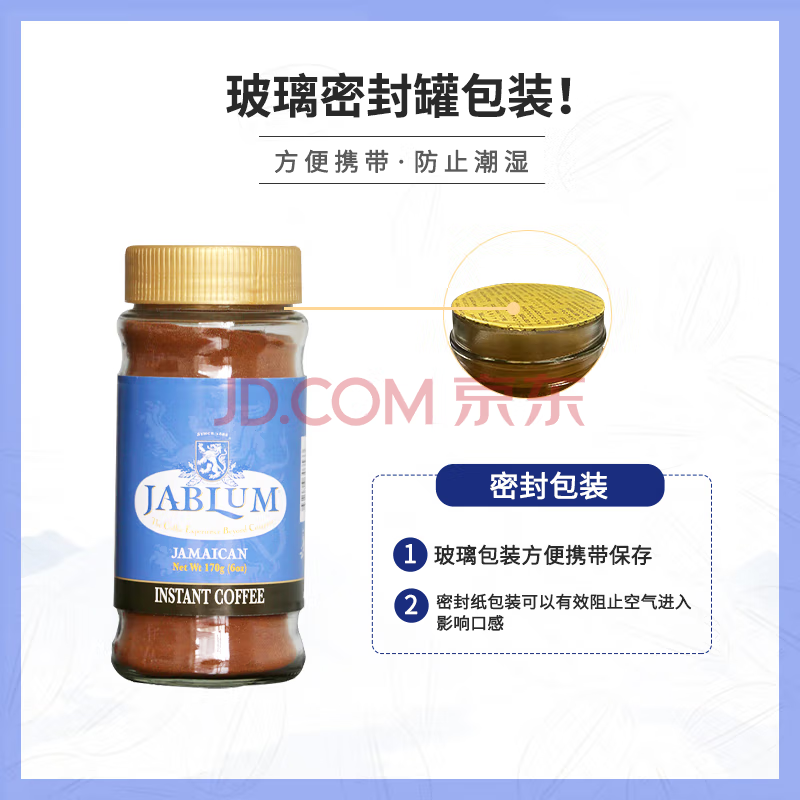 玻璃密封罐包装!
方便携带·防止潮湿
JD.COM 京东
JABLUM
JAMAICAN
Net Wt 170g (6oz)
INSTANT COFFEE
密封包装
1 玻璃包装方便携带保存
2 密封纸包装可以有效阻止空气进入
影响口感